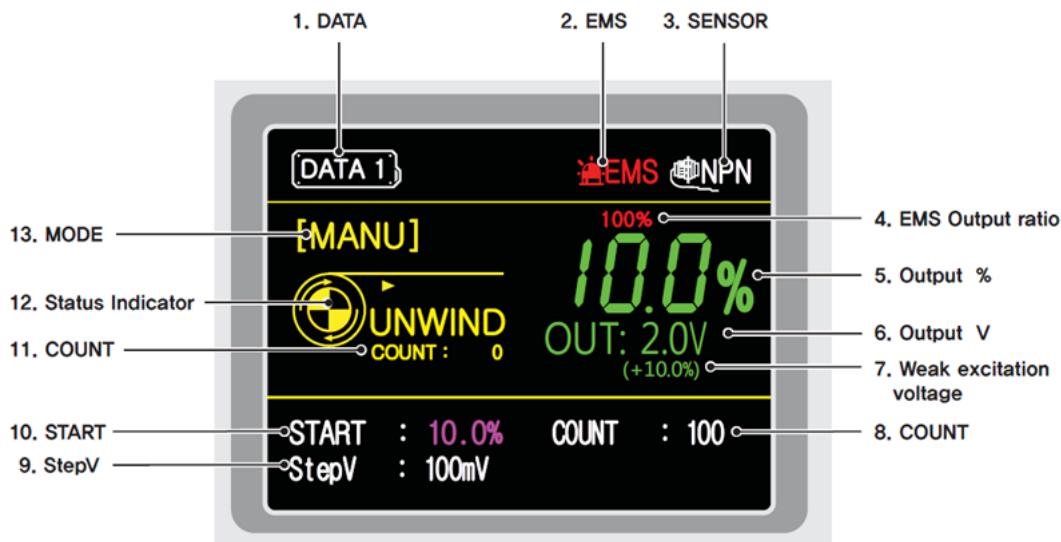 1. DATA
2. EMS
3. SENSOR
DATA 1
EMS
NPN
13. MODE
[MANU]
100%
4. EMS Output ratio
10.0%
5. Output %
12. Status Indicator
UNWIND
OUT: 2.0V
6. Output V
11. COUNT
COUNT : 0
(+10.0%)
7. Weak excitation
voltage
10. START
START : 10.0%
COUNT : 100
8. COUNT
9. StepV
StepV : 100mV